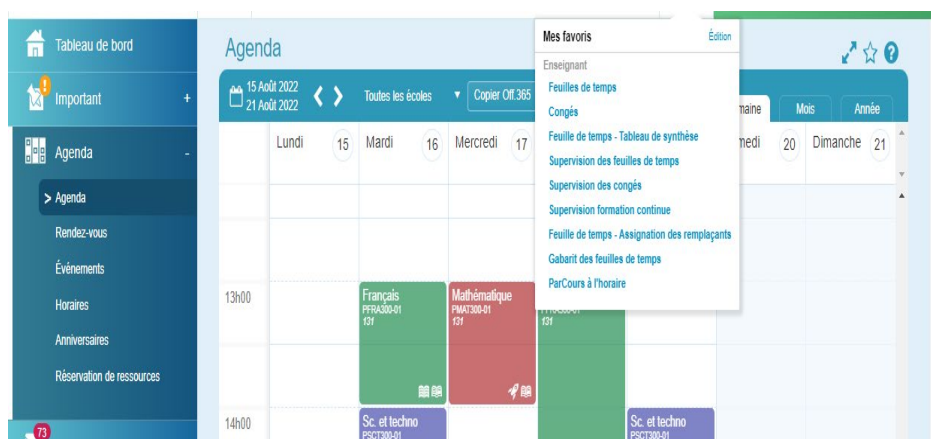 Tableau de bord
Important +
Agenda -
> Agenda
Rendez-vous
Évènements
Horaires
Anniversaires
Réservation de ressources
73
Agenda
15 Août 2022
21 Août 2022
Toutes les écoles
Copier Off.365
Mois
Année
Lundi 15
Mardi 16
Mercredi 17
20
Dimanche 21
13h00
Français
PFRA300-01
131
Mathématique
PMAT300-01
131
131
14h00
Sc. et techno
PSCT300-01
Sc. et techno
PSCT300-01
Mes favoris
Édition
Enseignant
Feuilles de temps
Congés
Feuille de temps - Tableau de synthèse
Supervision des feuilles de temps
Supervision des congés
Supervision formation continue
Feuille de temps - Assignation des remplaçants
Gabarit des feuilles de temps
ParCours à l'horaire